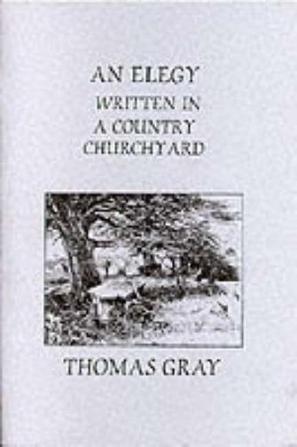 AN ELEGY
WRITTEN IN
A COUNTRY
CHURCHYARD
THOMAS GRAY